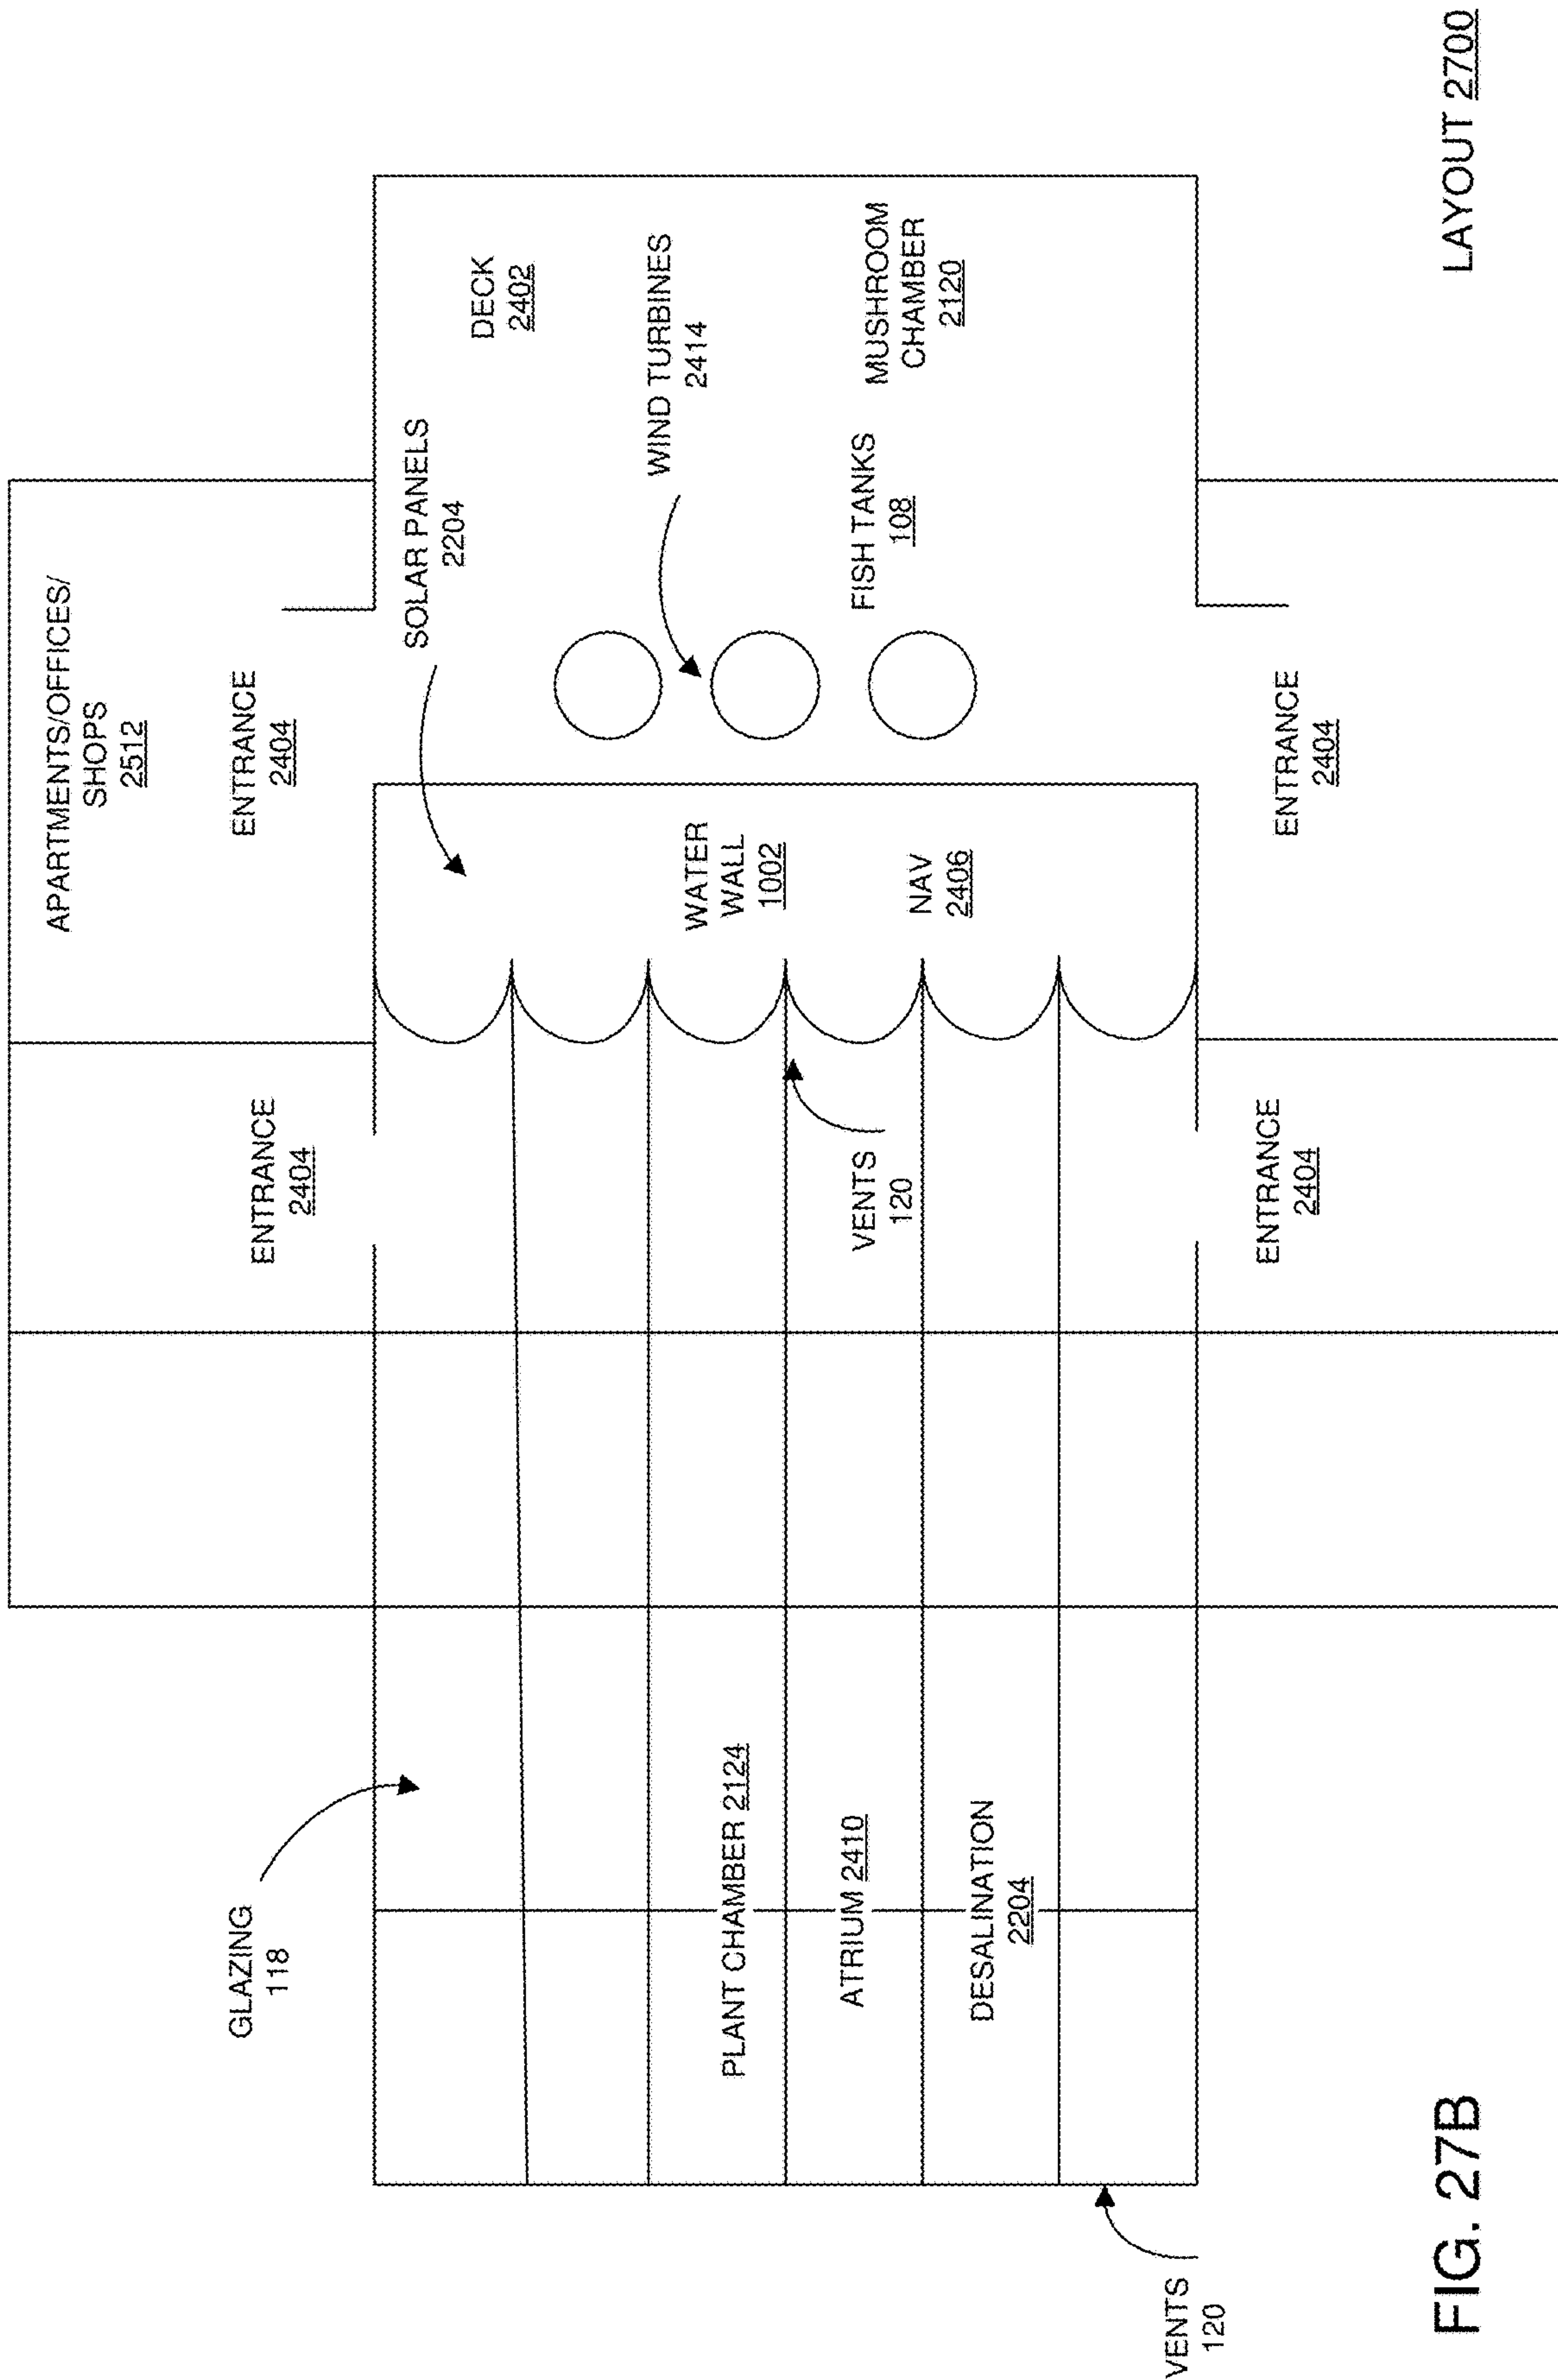 APARTMENTS/OFFICES/
SHOPS
2512
ENTRANCE
2404
ENTRANCE
2404
GLAZING
118
SOLAR PANELS
2204
DECK
2402
WIND TURBINES
2414
WATER
WALL
1002
PLANT CHAMBER 2124
FISH TANKS
108
MUSHROOM
CHAMBER
2120
NAV
2406
VENTS
120
ATRIUM 2410
DESALINATION
2204
ENTRANCE
2404
ENTRANCE
2404
VENTS
120
FIG. 27B
LAYOUT 2700